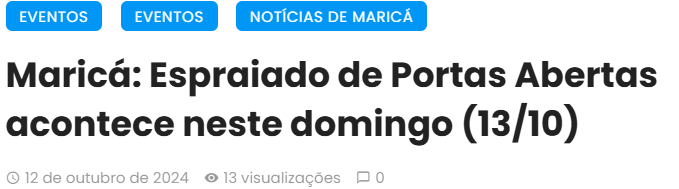 EVENTOS EVENTOS NOTÍCIAS DE MARICÁ
Maricá: Espraiado de Portas Abertas
acontece neste domingo (13/10)
12 de outubro de 2024 13 visualizações 0